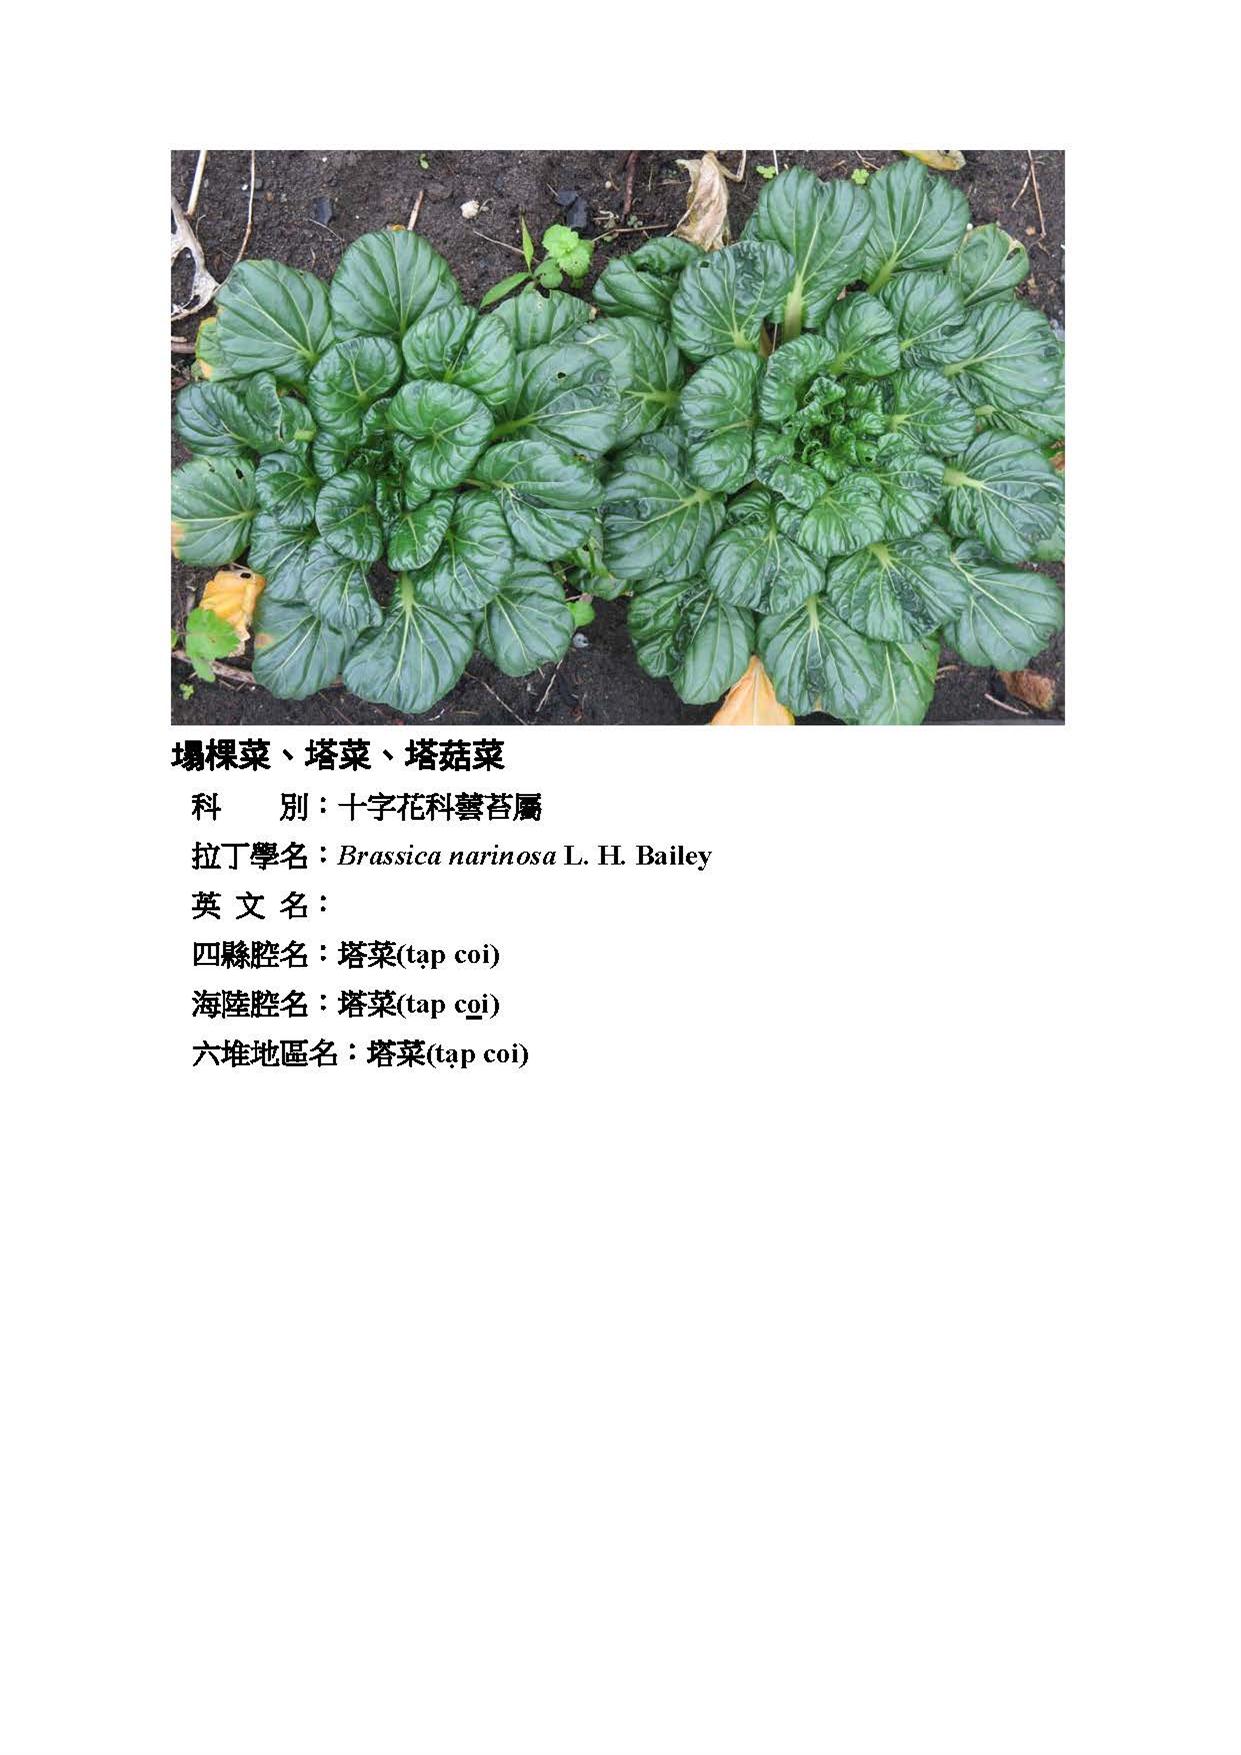 塌棵菜、塔菜、塔菇菜
科　　別：十字花科蕓苔屬
拉丁學名：Brassica narinosa L. H. Bailey
英 文 名：
四縣腔名：塔菜(tạp coi)
海陸腔名：塔菜(tap co̲i)
六堆地區名：塔菜(tạp coi)